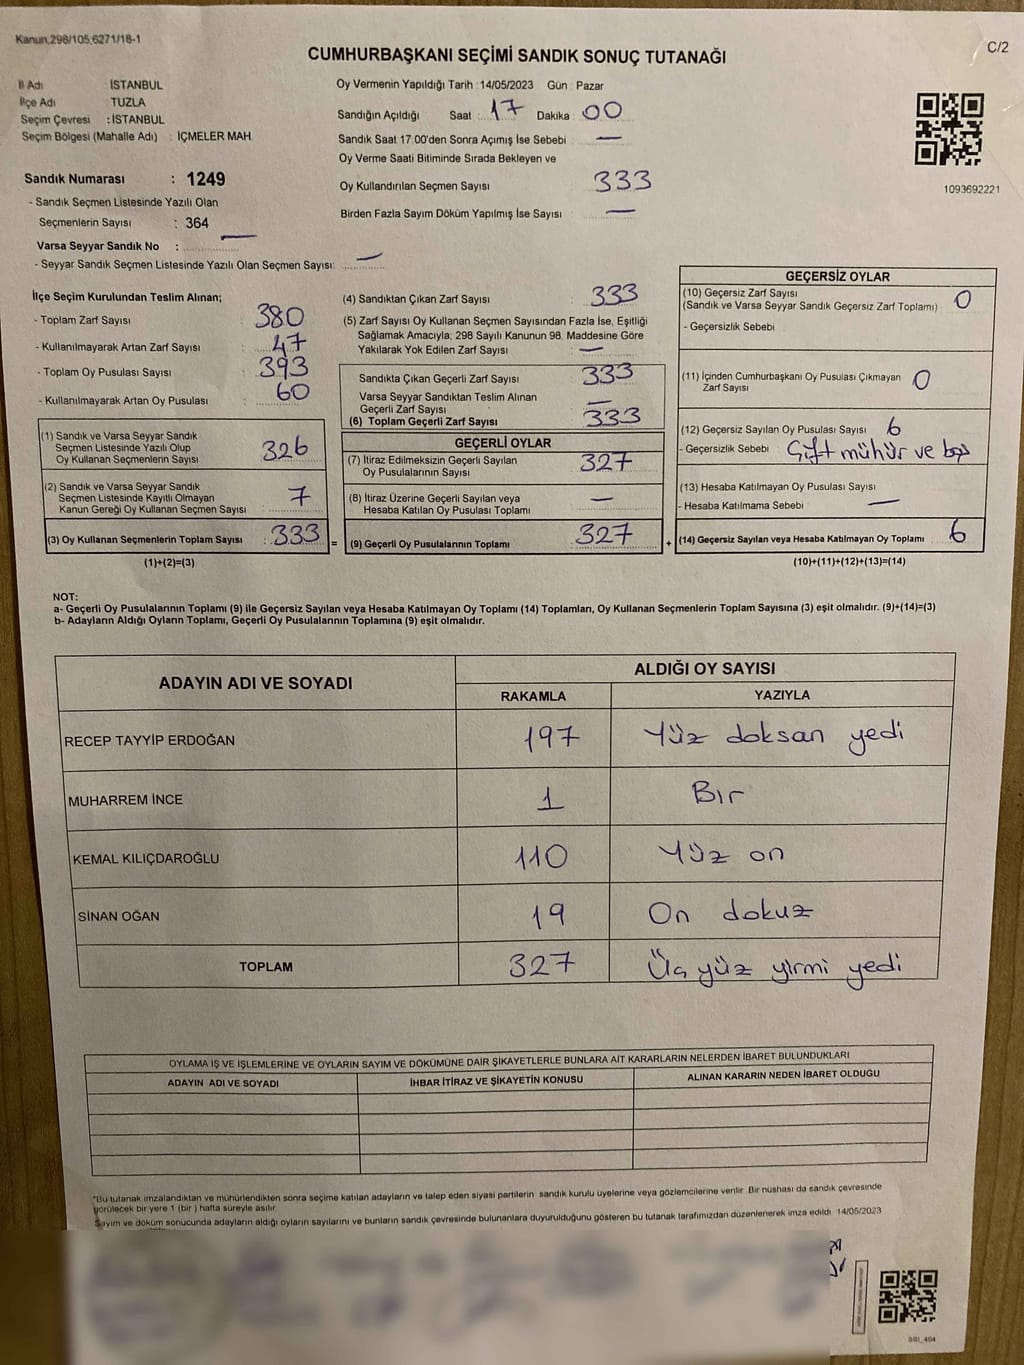 Kanun,298/105,6271/18-1
C/2
CUMHURBAŞKANI SEÇİMİ SANDIK SONUÇ TUTANAĞI
İl Adı : İSTANBUL
İlçe Adı : TUZLA
Seçim Çevresi : İSTANBUL
Seçim Bölgesi (Mahalle Adı) : İÇMELER MAH.
Sandık Numarası : 1249
- Sandık Seçmen Listesinde Yazılı Olan
Seçmenlerin Sayısı : 364
Varsa Seyyar Sandık No : —
- Seyyar Sandık Seçmen Listesinde Yazılı Olan Seçmen Sayısı: —
Oy Vermenin Yapıldığı Tarih : 14/05/2023 Gün : Pazar
Sandığın Açıldığı Saat : 17 Dakika : 00
Sandık Saat 17.00'den Sonra Açımış İse Sebebi : —
Oy Verme Saati Bitiminde Sırada Bekleyen ve
Oy Kullandırılan Seçmen Sayısı : 333
Birden Fazla Sayım Döküm Yapılmış İse Sayısı : —
1093692221
İlçe Seçim Kurulundan Teslim Alınan;
- Toplam Zarf Sayısı : 380
- Kullanılmayarak Artan Zarf Sayısı : 47
- Toplam Oy Pusulası Sayısı : 393
- Kullanılmayarak Artan Oy Pusulası : 60
(1) Sandık ve Varsa Seyyar Sandık
Seçmen Listesinde Yazılı Olup
Oy Kullanan Seçmenlerin Sayısı : 326
(2) Sandık ve Varsa Seyyar Sandık
Seçmen Listesinde Kayıtlı Olmayan
Kanun Gereği Oy Kullanan Seçmen Sayısı : 7
(3) Oy Kullanan Seçmenlerin Toplam Sayısı : 333
(1)+(2)=(3)
(4) Sandıktan Çıkan Zarf Sayısı : 333
(5) Zarf Sayısı Oy Kullanan Seçmen Sayısından Fazla İse, Eşitliği
Sağlamak Amacıyla; 298 Sayılı Kanunun 98. Maddesine Göre
Yakılarak Yok Edilen Zarf Sayısı : —
Sandıkta Çıkan Geçerli Zarf Sayısı : 333
Varsa Seyyar Sandıktan Teslim Alınan
Geçerli Zarf Sayısı : —
(6) Toplam Geçerli Zarf Sayısı : 333
GEÇERLİ OYLAR
(7) İtiraz Edilmeksizin Geçerli Sayılan
Oy Pusulalarının Sayısı : 327
(8) İtiraz Üzerine Geçerli Sayılan veya
Hesaba Katılan Oy Pusulası Toplamı : —
= (9) Geçerli Oy Pusulalarının Toplamı : 327 +
GEÇERSİZ OYLAR
(10) Geçersiz Zarf Sayısı : 0
(Sandık ve Varsa Seyyar Sandık Geçersiz Zarf Toplamı)
- Geçersizlik Sebebi
(11) İçinden Cumhurbaşkanı Oy Pusulası Çıkmayan
Zarf Sayısı : 0
(12) Geçersiz Sayılan Oy Pusulası Sayısı : 6
- Geçersizlik Sebebi : Çift mühür ve boş
(13) Hesaba Katılmayan Oy Pusulası Sayısı
- Hesaba Katılmama Sebebi : —
(14) Geçersiz Sayılan veya Hesaba Katılmayan Oy Toplamı : 6
(10)+(11)+(12)+(13)=(14)
NOT:
a- Geçerli Oy Pusulalarının Toplamı (9) ile Geçersiz Sayılan veya Hesaba Katılmayan Oy Toplamı (14) Toplamları, Oy Kullanan Seçmenlerin Toplam Sayısına (3) eşit olmalıdır. (9)+(14)=(3)
b- Adayların Aldığı Oyların Toplamı, Geçerli Oy Pusulalarının Toplamına (9) eşit olmalıdır.
ADAYIN ADI VE SOYADI
ALDIĞI OY SAYISI
RAKAMLA YAZIYLA
RECEP TAYYİP ERDOĞAN 197 Yüz doksan yedi
MUHARREM İNCE 1 Bir
KEMAL KILIÇDAROĞLU 110 Yüz on
SİNAN OĞAN 19 On dokuz
TOPLAM 327 Üç yüz yirmi yedi
OYLAMA İŞ VE İŞLEMLERİNE VE OYLARIN SAYIM VE DÖKÜMÜNE DAİR ŞİKAYETLERLE BUNLARA AİT KARARLARIN NELERDEN İBARET BULUNDUKLARI
ADAYIN ADI VE SOYADI İHBAR İTİRAZ VE ŞİKAYETİN KONUSU ALINAN KARARIN NEDEN İBARET OLDUĞU
*Bu tutanak imzalandıktan ve mühürlendikten sonra seçime katılan adayların ve talep eden siyasi partilerin sandık kurulu üyelerine veya gözlemcilerine verilir. Bir nüshası da sandık çevresinde
görülecek bir yere 1 (bir ) hafta süreyle asılır.
Sayım ve döküm sonucunda adayların aldığı oyların sayılarını ve bunların sandık çevresinde bulunanlara duyurulduğunu gösteren bu tutanak tarafımızdan düzenlenerek imza edildi. 14/05/2023